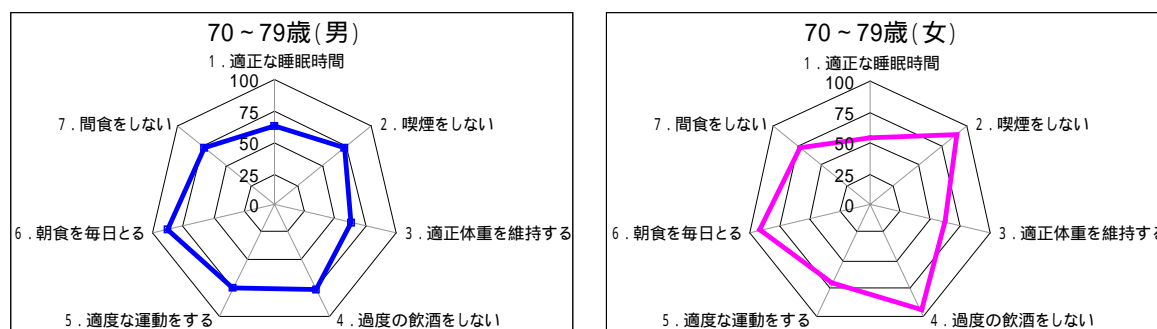 70~79歳(男)
1.適正な睡眠時間
100
75
50
25
0
2.喫煙をしない
3.適正体重を維持する
4.過度の飲酒をしない
5.適度な運動をする
6.朝食を毎日とる
7.間食をしない
70~79歳(女)
1.適正な睡眠時間
100
75
50
25
0
2.喫煙をしない
3.適正体重を維持する
4.過度の飲酒をしない
5.適度な運動をする
6.朝食を毎日とる
7.間食をしない